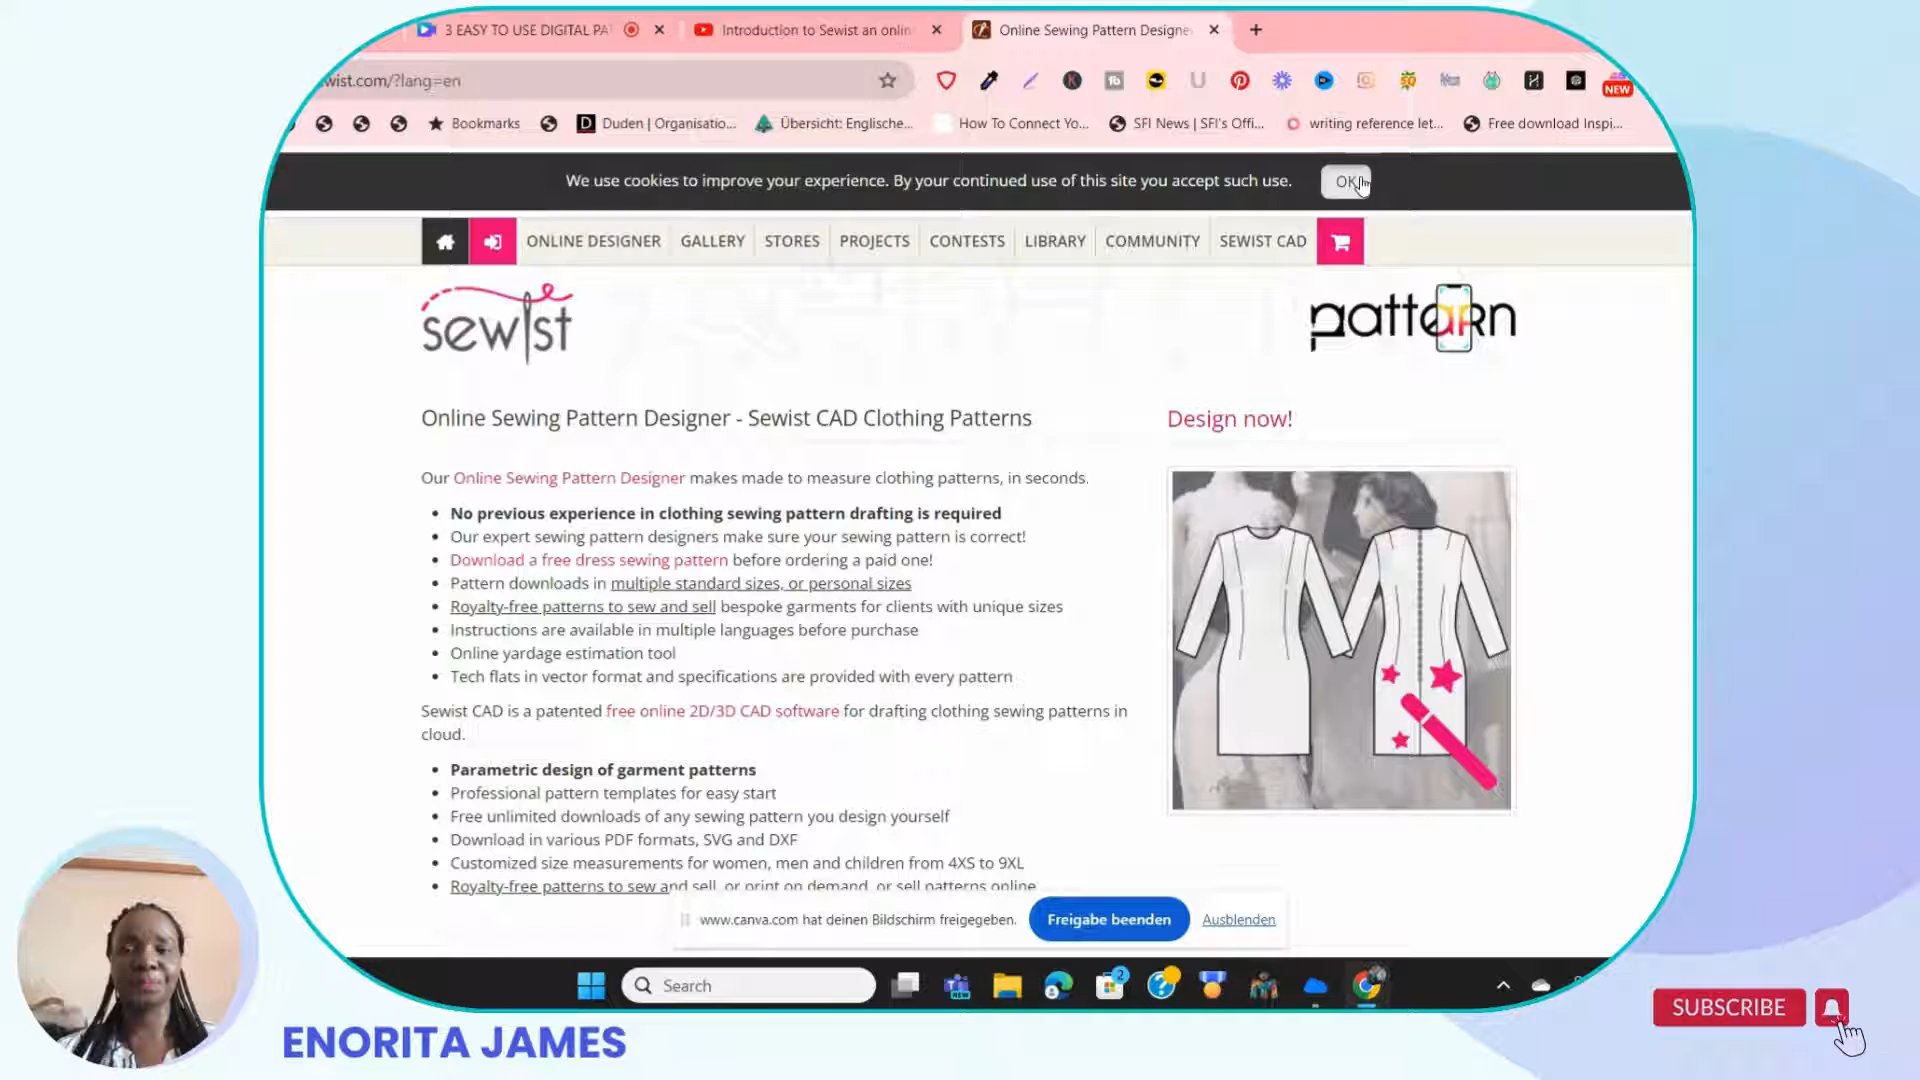 3 EASY TO USE DIGITAL PA
Introduction to Sewist an onlin
Online Sewing Pattern Designe
wist.com/?lang=en
NEW
Bookmarks
Duden | Organisatio...
Übersicht: Englische...
How To Connect Yo...
SFI News | SFI's Offi...
writing reference let...
Free download Inspi...
We use cookies to improve your experience. By your continued use of this site you accept such use.
OK
ONLINE DESIGNER
GALLERY
STORES
PROJECTS
CONTESTS
LIBRARY
COMMUNITY
SEWIST CAD
sewist
pattarn
Online Sewing Pattern Designer - Sewist CAD Clothing Patterns
Design now!
Our Online Sewing Pattern Designer makes made to measure clothing patterns, in seconds.
No previous experience in clothing sewing pattern drafting is required
Our expert sewing pattern designers make sure your sewing pattern is correct!
Download a free dress sewing pattern before ordering a paid one!
Pattern downloads in multiple standard sizes, or personal sizes
Royalty-free patterns to sew and sell bespoke garments for clients with unique sizes
Instructions are available in multiple languages before purchase
Online yardage estimation tool
Tech flats in vector format and specifications are provided with every pattern
Sewist CAD is a patented free online 2D/3D CAD software for drafting clothing sewing patterns in
cloud.
Parametric design of garment patterns
Professional pattern templates for easy start
Free unlimited downloads of any sewing pattern you design yourself
Download in various PDF formats, SVG and DXF
Customized size measurements for women, men and children from 4XS to 9XL
Royalty-free patterns to sew and sell, or print on demand, or sell patterns online
www.canva.com hat deinen Bildschirm freigegeben.
Freigabe beenden
Ausblenden
Search
NEW
2
SUBSCRIBE
ENORITA JAMES